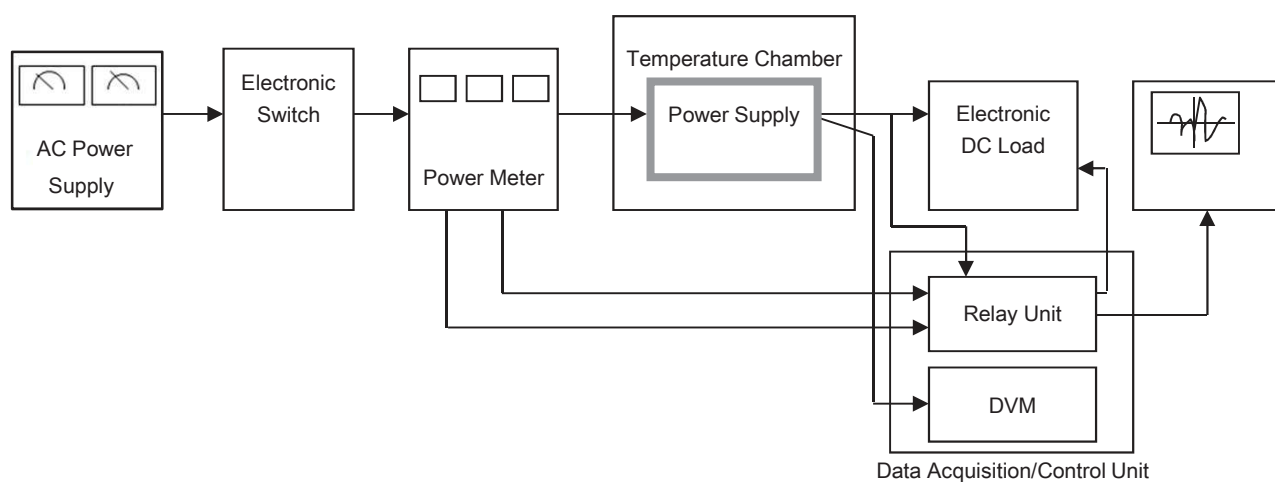 AC Power
Supply
Electronic
Switch
Power Meter
Temperature Chamber
Power Supply
Electronic
DC Load
Relay Unit
DVM
Data Acquisition/Control Unit